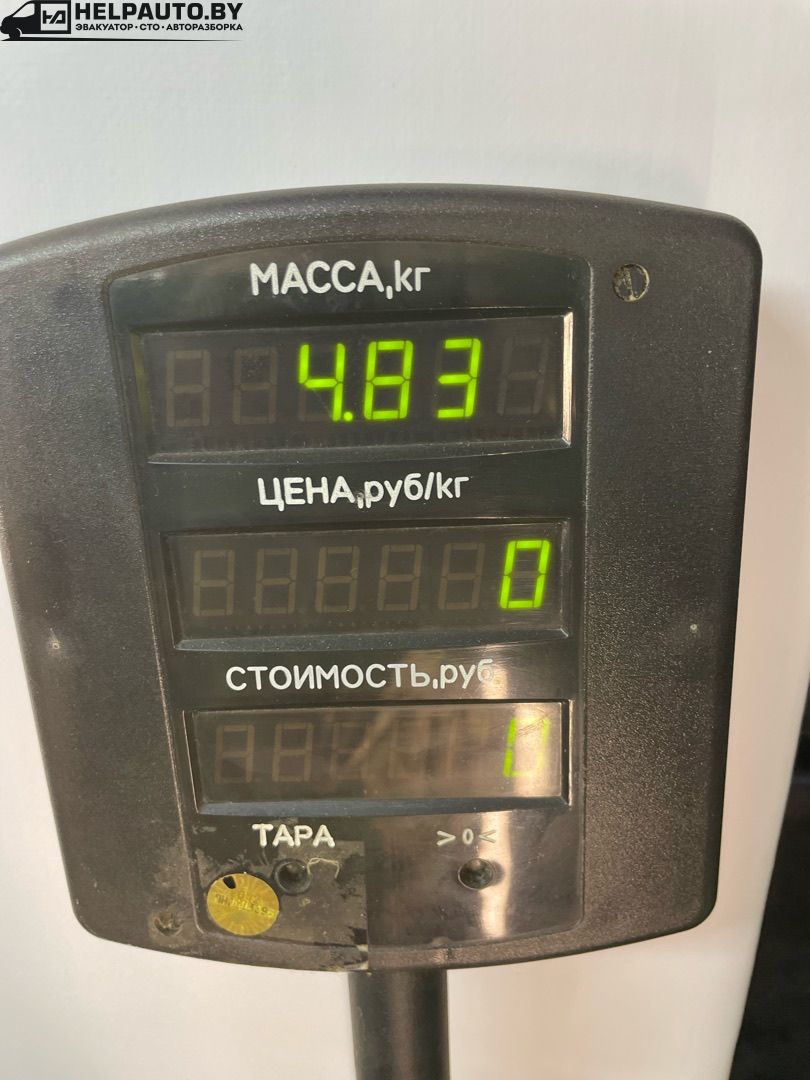 HELPAUTO.BY
ЭВАКУАТОР • СТО • АВТОРАЗБОРКА
МАССА,кг
4.83
ЦЕНА,руб/кг
0
СТОИМОСТЬ,руб
0
ТАРА >0<